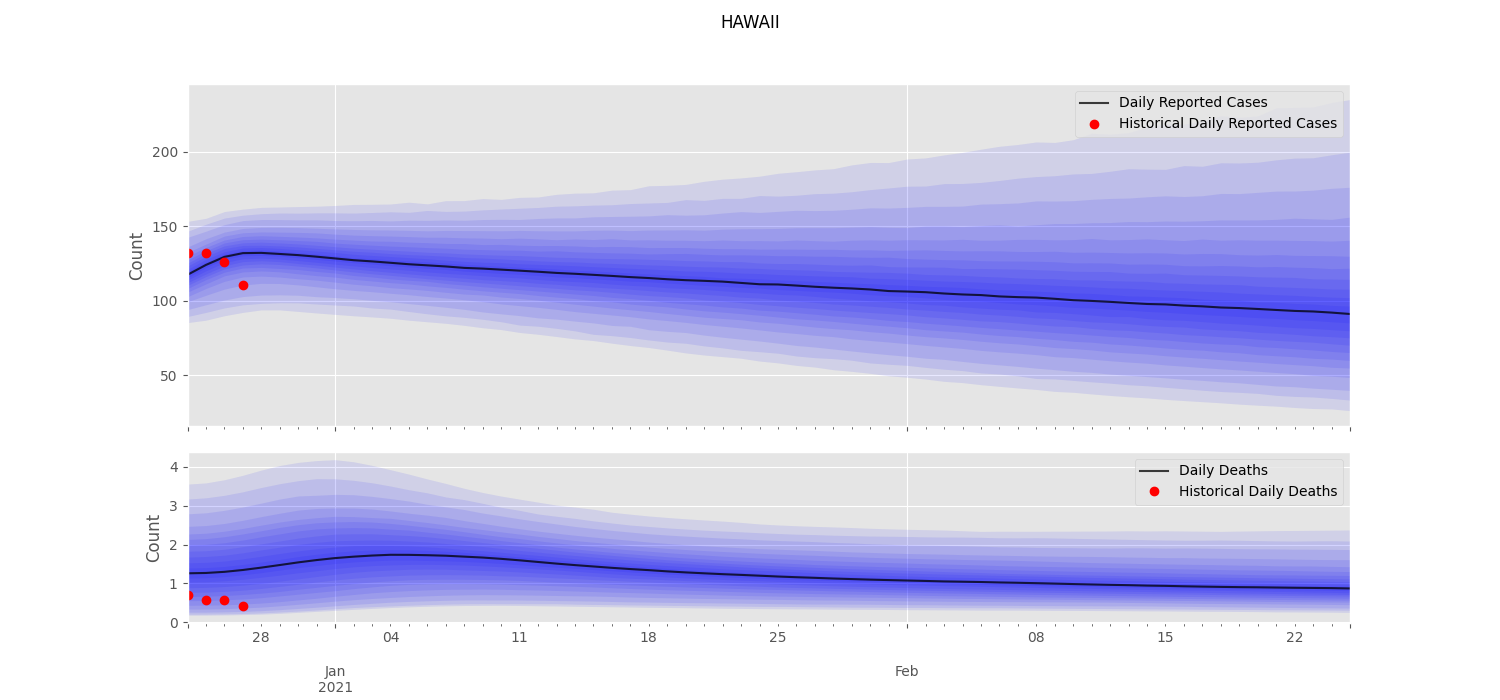 HAWAII
Daily Reported Cases
Historical Daily Reported Cases
Count
200
150
100
50
Daily Deaths
Historical Daily Deaths
Count
4
3
2
1
0
28 04 11 18 25 08 15 22
Jan Feb
2021